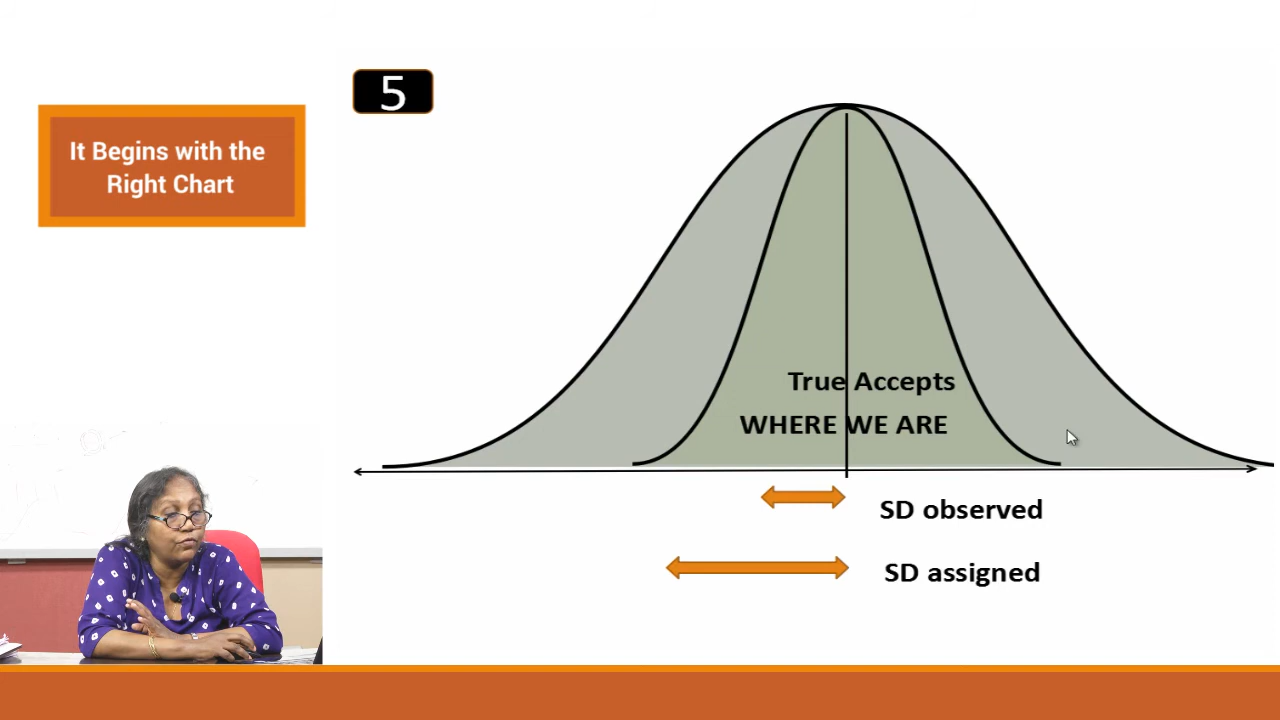 5
It Begins with the
Right Chart
True Accepts
WHERE WE ARE
SD observed
SD assigned